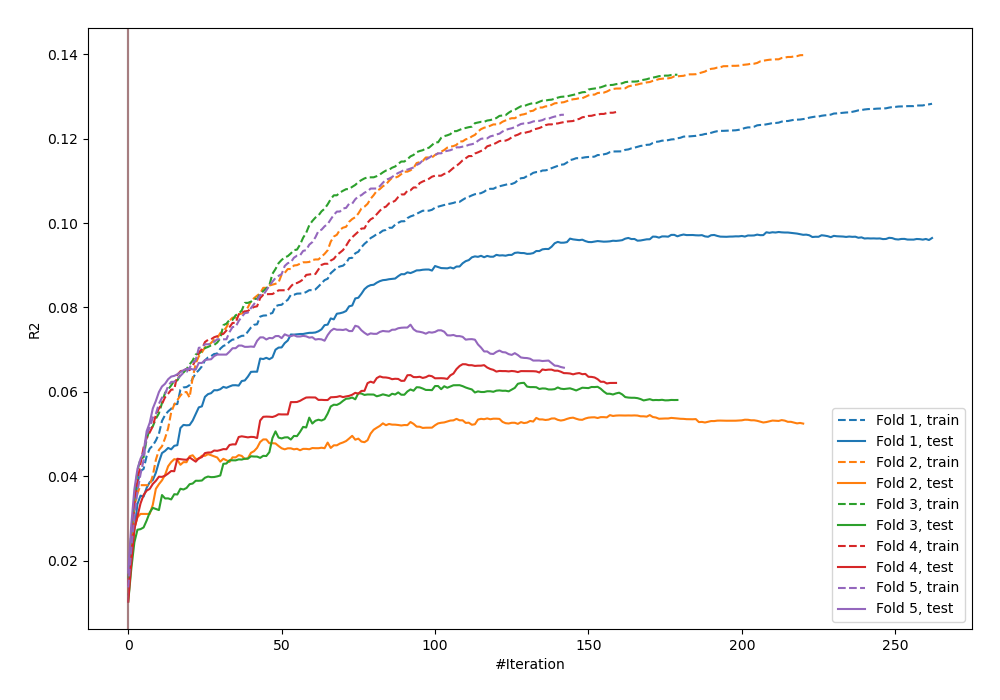 0.14
0.12
0.10
0.08
0.06
0.04
0.02
R2
0
50
100
150
200
250
#Iteration
Fold 1, train
Fold 1, test
Fold 2, train
Fold 2, test
Fold 3, train
Fold 3, test
Fold 4, train
Fold 4, test
Fold 5, train
Fold 5, test